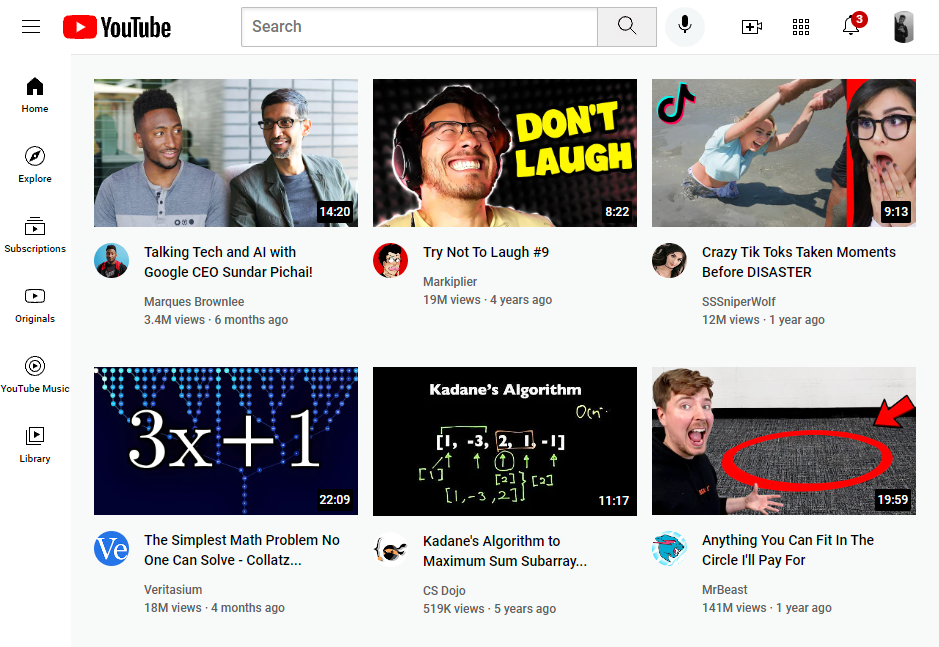 YouTube
Search
3
Home
Explore
Subscriptions
Originals
YouTube Music
Library
14:20
Talking Tech and AI with
Google CEO Sundar Pichai!
Marques Brownlee
3.4M views · 6 months ago
DON'T
LAUGH
8:22
Try Not To Laugh #9
Markiplier
19M views · 4 years ago
9:13
Crazy Tik Toks Taken Moments
Before DISASTER
SSSniperWolf
12M views · 1 year ago
3x+1
22:09
Ve
The Simplest Math Problem No
One Can Solve - Collatz...
Veritasium
18M views · 4 months ago
Kadane's Algorithm
O(n
[1, -3, 2, 1, -1]
[1]
[2]
[2]
[1,-3,2]
11:17
Kadane's Algorithm to
Maximum Sum Subarray...
CS Dojo
519K views · 5 years ago
19:59
Anything You Can Fit In The
Circle I'll Pay For
MrBeast
141M views · 1 year ago